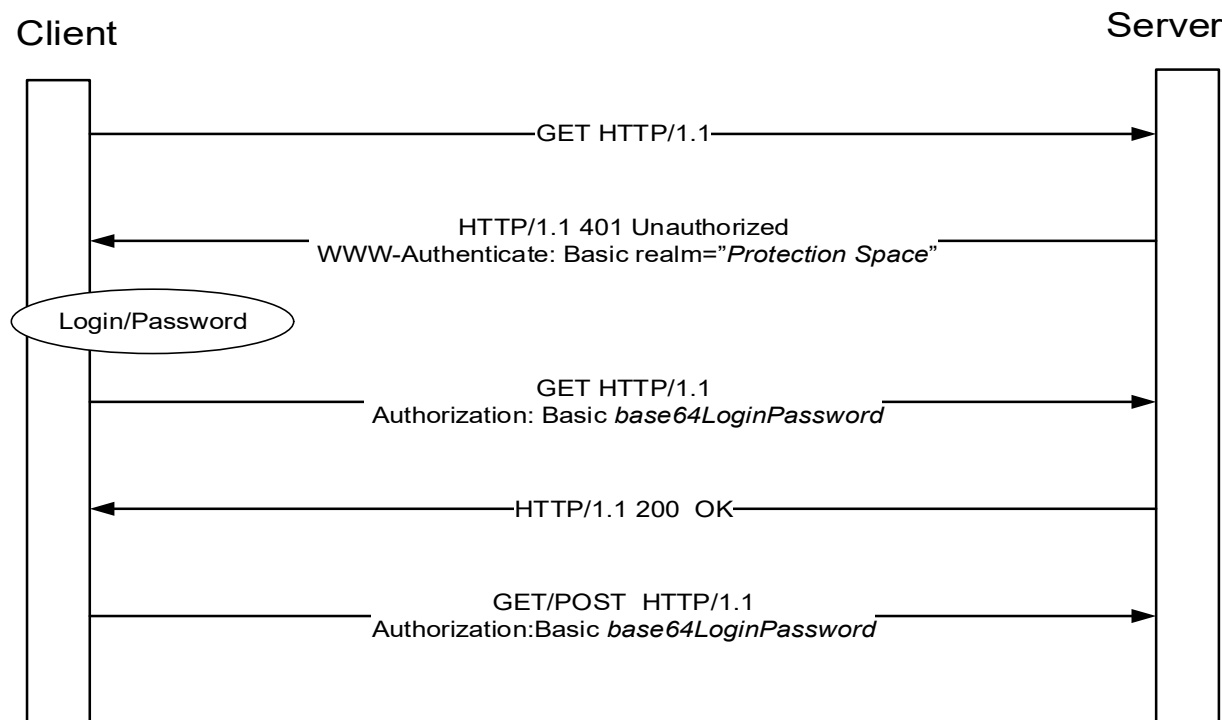 Client
Server
GET HTTP/1.1
HTTP/1.1 401 Unauthorized
WWW-Authenticate: Basic realm=”Protection Space”
Login/Password
GET HTTP/1.1
Authorization: Basic base64LoginPassword
HTTP/1.1 200  OK
GET/POST  HTTP/1.1
Authorization:Basic base64LoginPassword